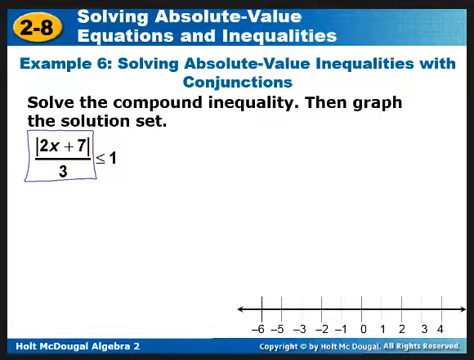 2-8
Solving Absolute-Value
Equations and Inequalities
Example 6: Solving Absolute-Value Inequalities with
Conjunctions
Solve the compound inequality. Then graph
the solution set.
|2x + 7|
3
≤ 1
–6 –5 –3 –2 –1 0 1 2 3 4
Holt McDougal Algebra 2
Copyright © by Holt Mc Dougal. All Rights Reserved.